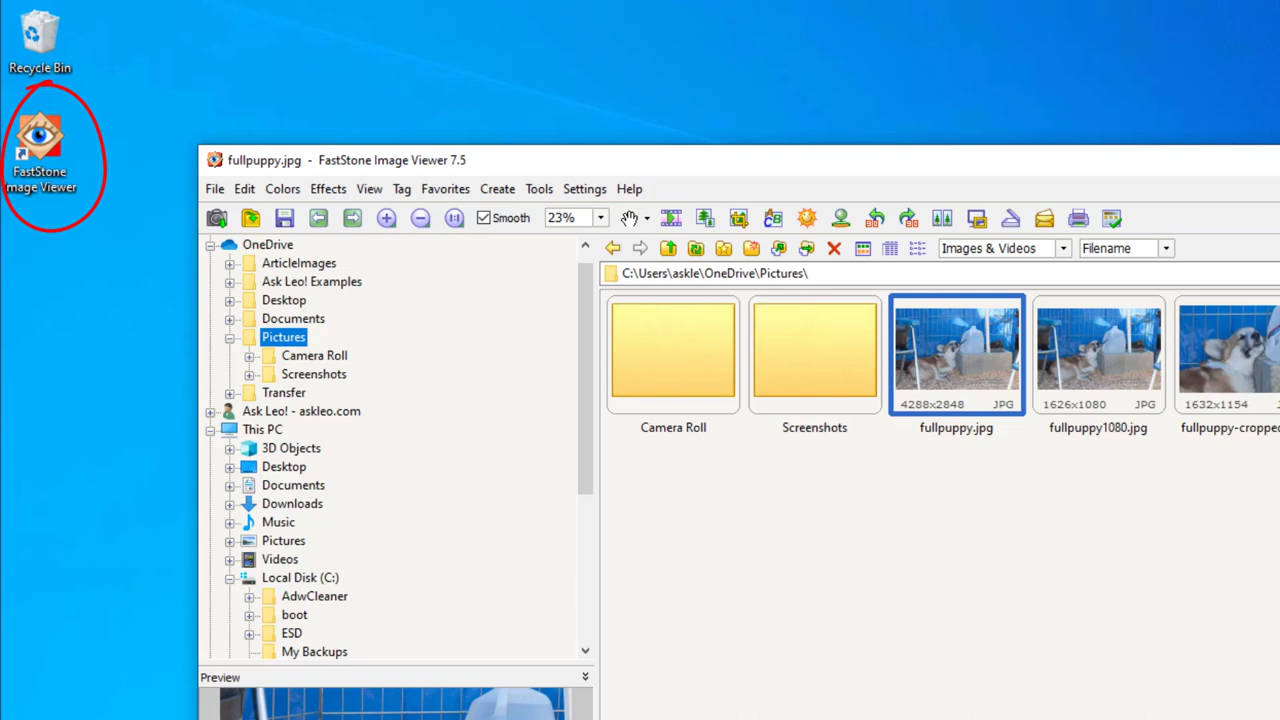 Recycle Bin
FastStone
Image Viewer
fullpuppy.jpg - FastStone Image Viewer 7.5
File Edit Colors Effects View Tag Favorites Create Tools Settings Help
Smooth 23%
OneDrive
ArticleImages
Ask Leo! Examples
Desktop
Documents
Pictures
Camera Roll
Screenshots
Transfer
Ask Leo! - askleo.com
This PC
3D Objects
Desktop
Documents
Downloads
Music
Pictures
Videos
Local Disk (C:)
AdwCleaner
boot
ESD
My Backups
Preview
Images & Videos Filename
C:\Users\askle\OneDrive\Pictures\
4288x2848 JPG 1626x1080 JPG 1632x1154
Camera Roll Screenshots fullpuppy.jpg fullpuppy1080.jpg fullpuppy-cropped